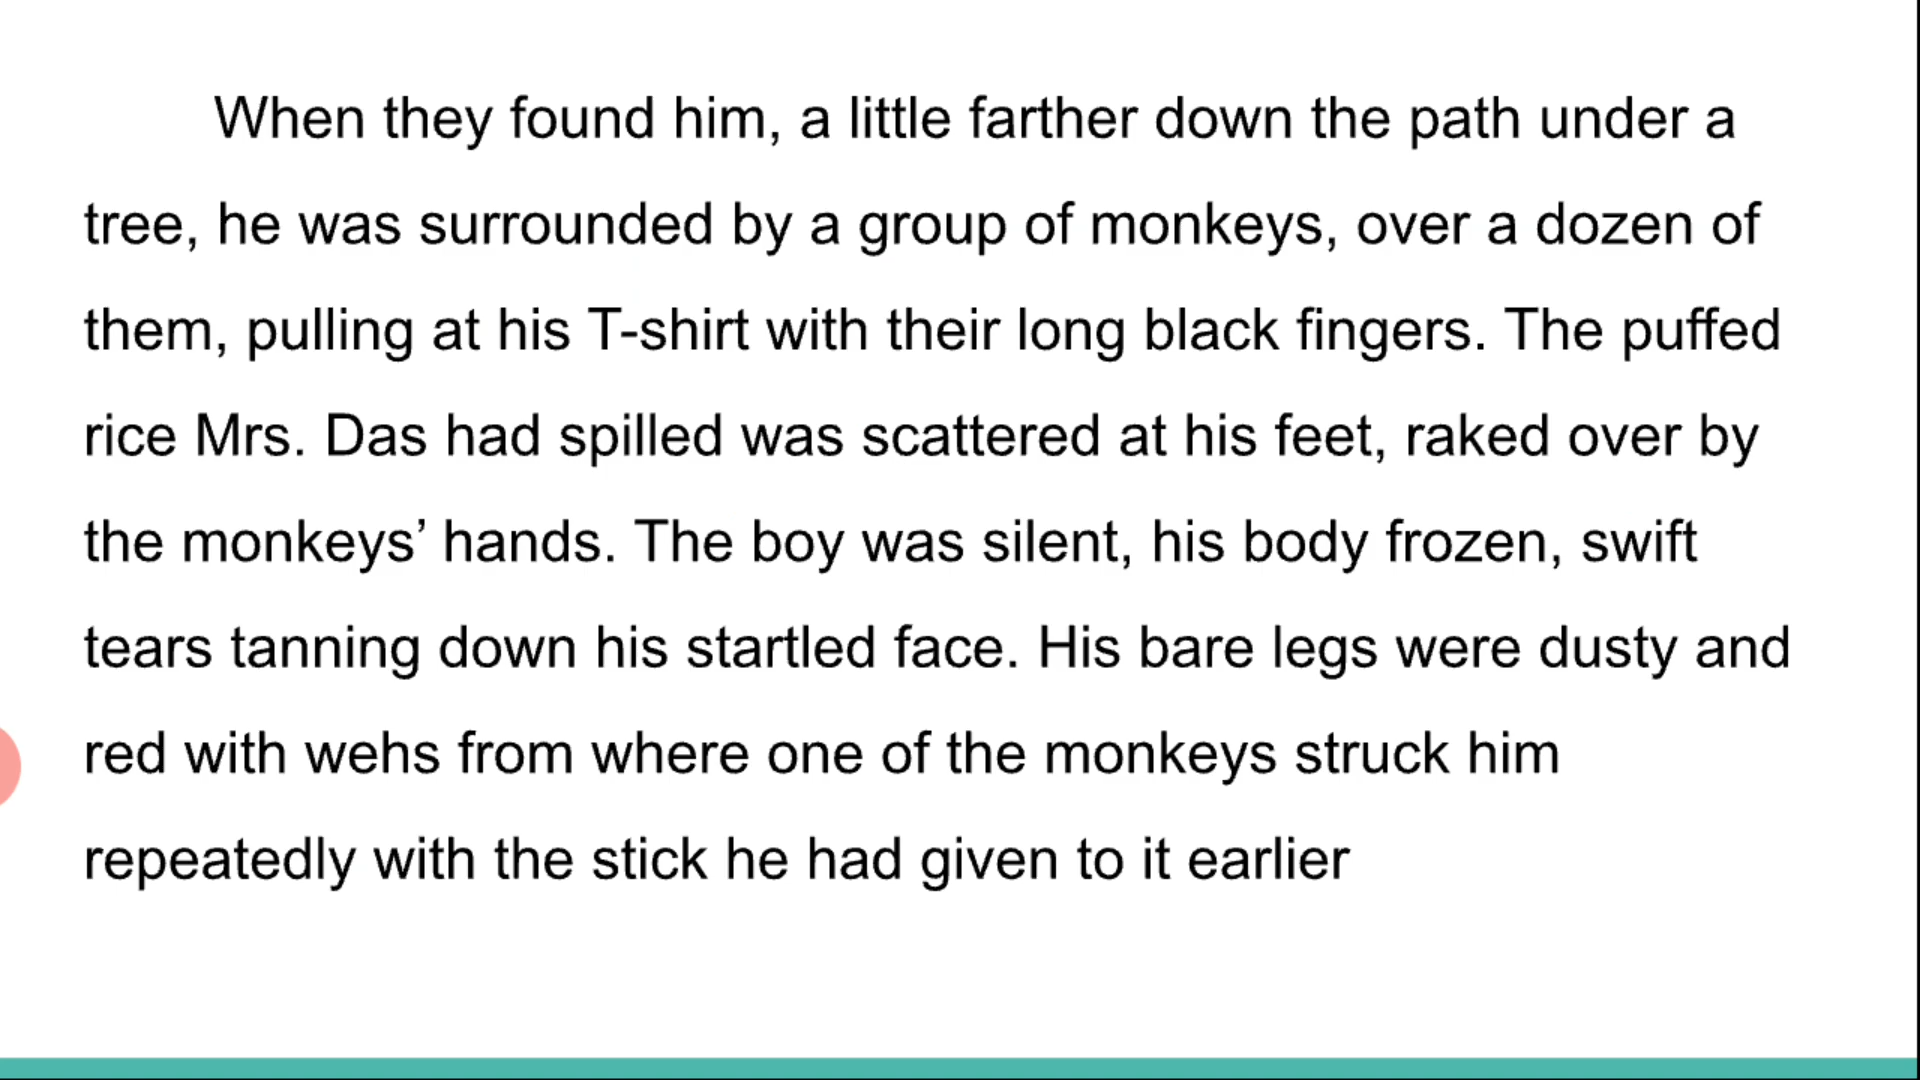 When they found him, a little farther down the path under a
tree, he was surrounded by a group of monkeys, over a dozen of
them, pulling at his T-shirt with their long black fingers. The puffed
rice Mrs. Das had spilled was scattered at his feet, raked over by
the monkeys’ hands. The boy was silent, his body frozen, swift
tears tanning down his startled face. His bare legs were dusty and
red with wehs from where one of the monkeys struck him
repeatedly with the stick he had given to it earlier